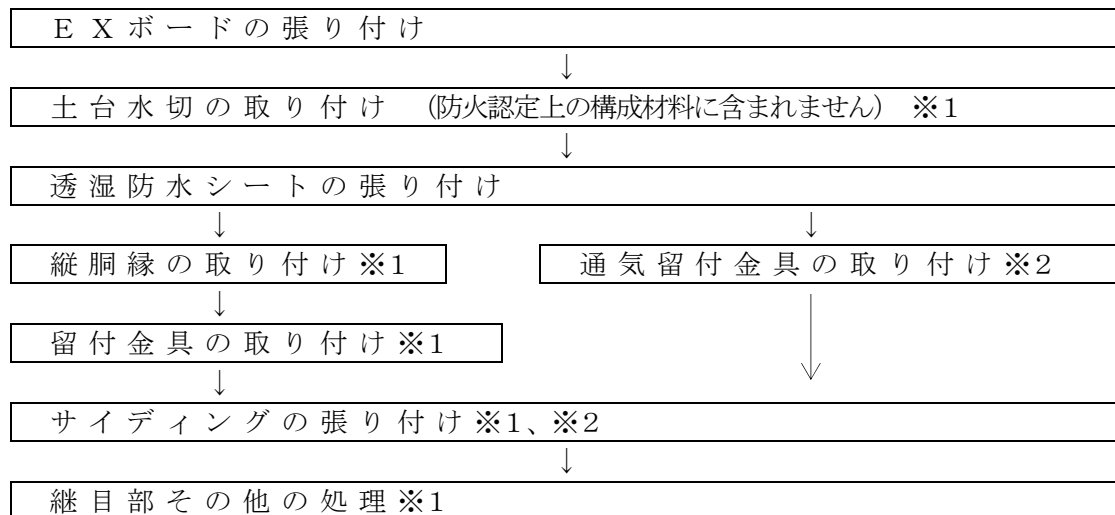 ＥＸボードの張り付け
↓
土台水切の取り付け （防火認定上の構成材料に含まれません） ※1
↓
透湿防水シートの張り付け
↓ ↓
縦胴縁の取り付け※1 通気留付金具の取り付け※2
↓
留付金具の取り付け※1
↓ ↓
サイディングの張り付け※1、※2
↓
継目部その他の処理※1